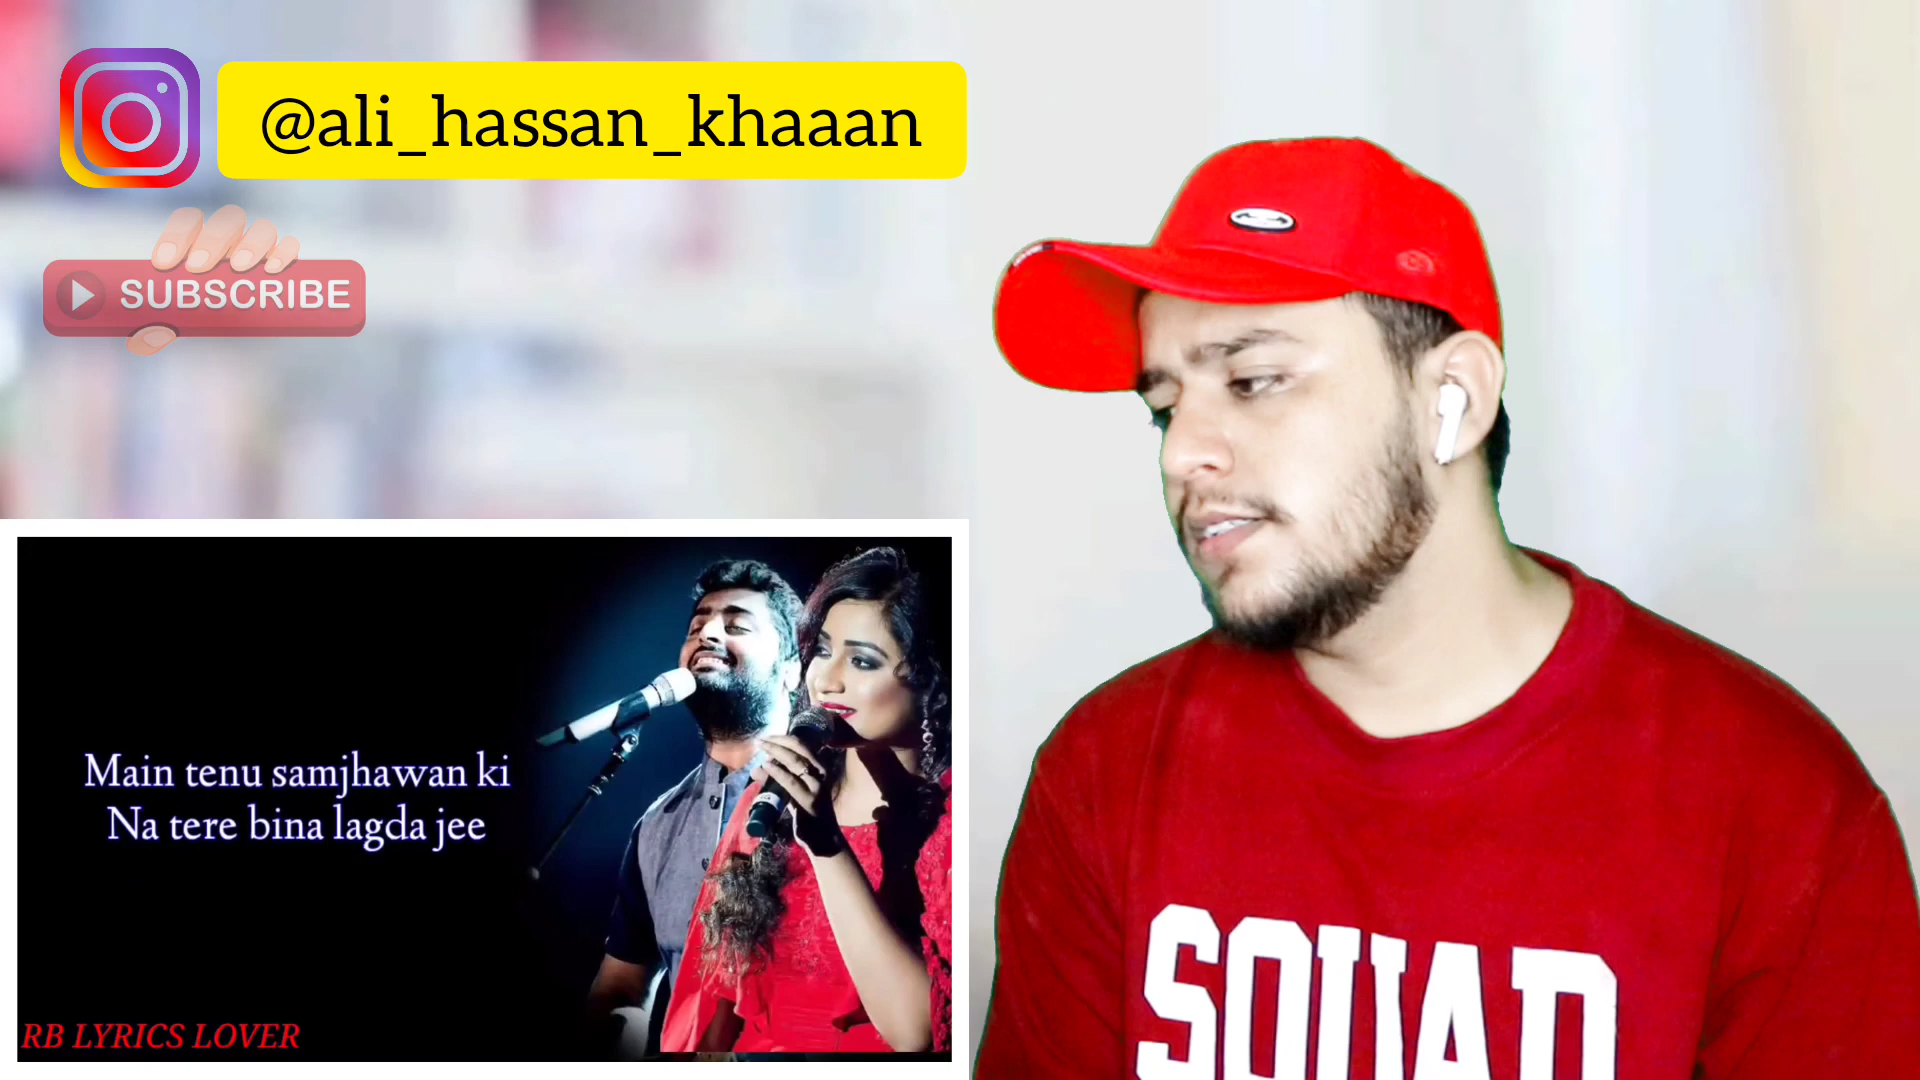 @ali_hassan_khaaan
SUBSCRIBE
Main tenu samjhawan ki
Na tere bina lagda jee
RB LYRICS LOVER
SQUAD